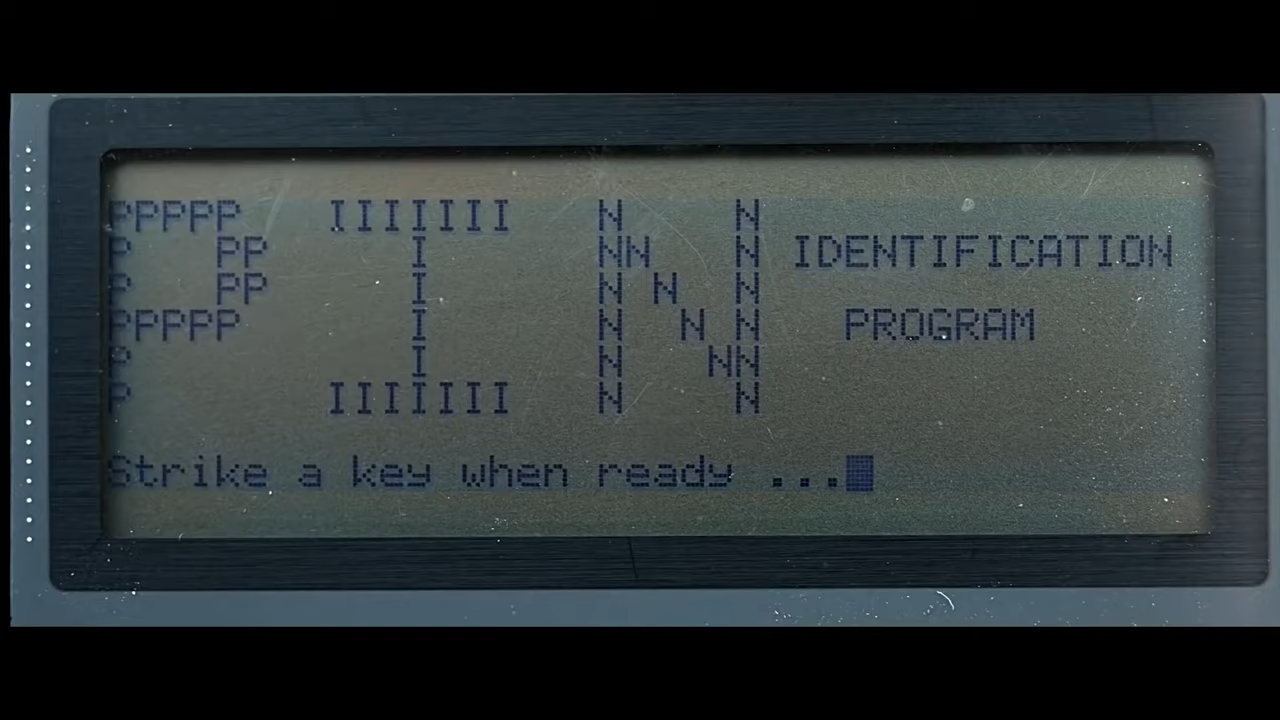 PPPPP   IIIIIII   N    N
P   PP     I      NN   N IDENTIFICATION
P   PP     I      N N  N
PPPPP      I      N  N N   PROGRAM
P          I      N   NN
P       IIIIIII   N    N
Strike a key when ready ...